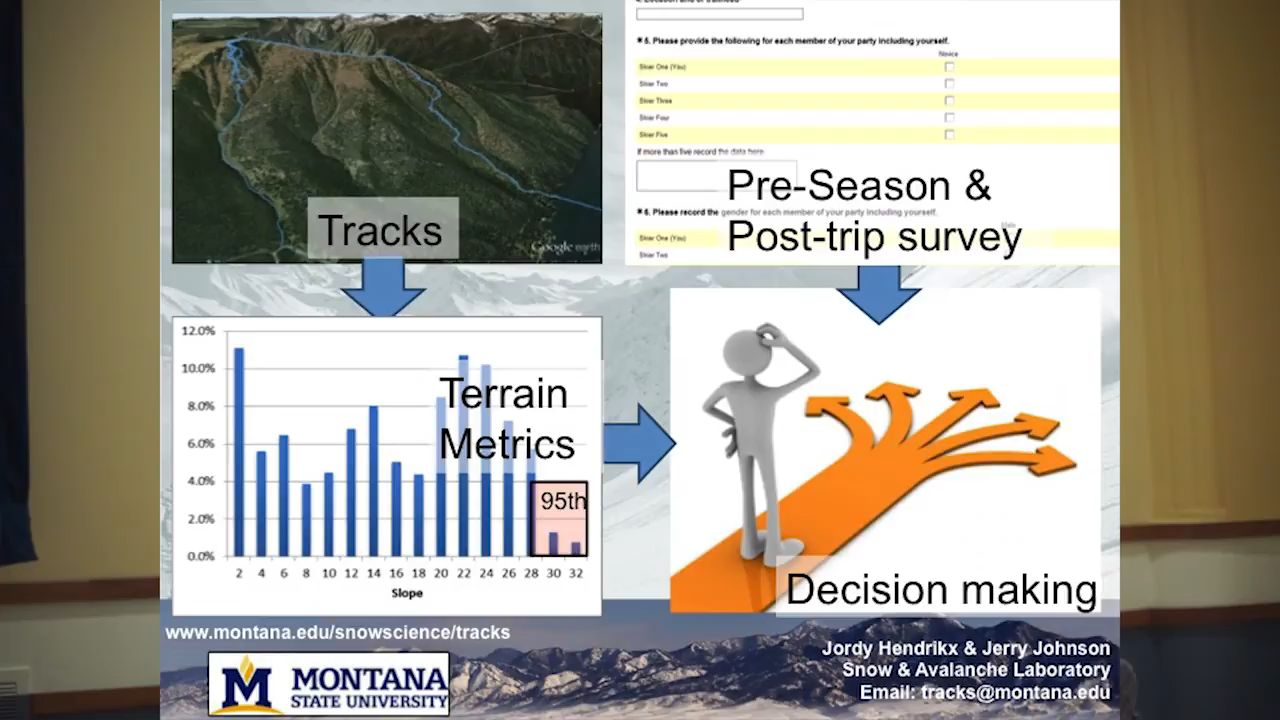 5. Please provide the following for each member of your party including yourself.
Novice
Skier One (You)
Skier Two
Skier Three
Skier Four
Skier Five
If more than five record the data here
6. Please record the gender for each member of your party including yourself.
Male
Skier One (You)
Skier Two
Pre-Season &
Post-trip survey
Tracks
Google earth
12.0%
10.0%
8.0%
6.0%
4.0%
2.0%
0.0%
2 4 6 8 10 12 14 16 18 20 22 24 26 28 30 32
Slope
Terrain
Metrics
95th
Decision making
www.montana.edu/snowscience/tracks
M MONTANA
STATE UNIVERSITY
Jordy Hendrikx & Jerry Johnson
Snow & Avalanche Laboratory
Email: tracks@montana.edu